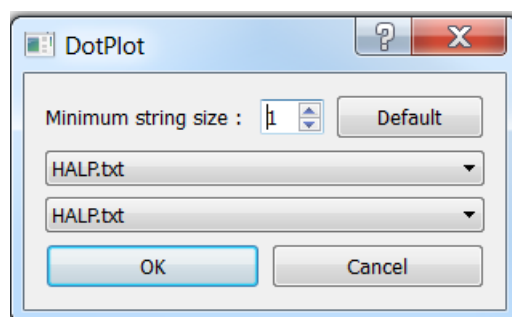 DotPlot
Minimum string size : 1 Default
HALP.txt
HALP.txt
OK Cancel